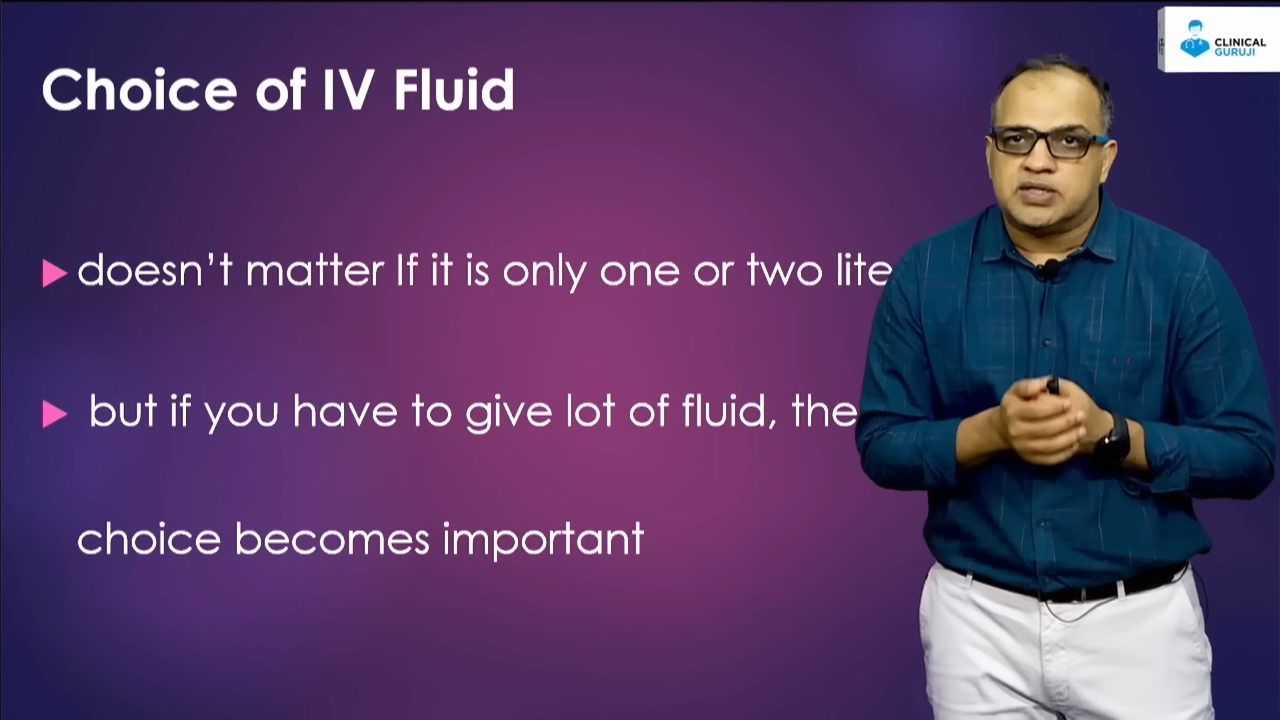 CLINICAL
GURUJI
Choice of IV Fluid
doesn't matter If it is only one or two lite
but if you have to give lot of fluid, the
choice becomes important